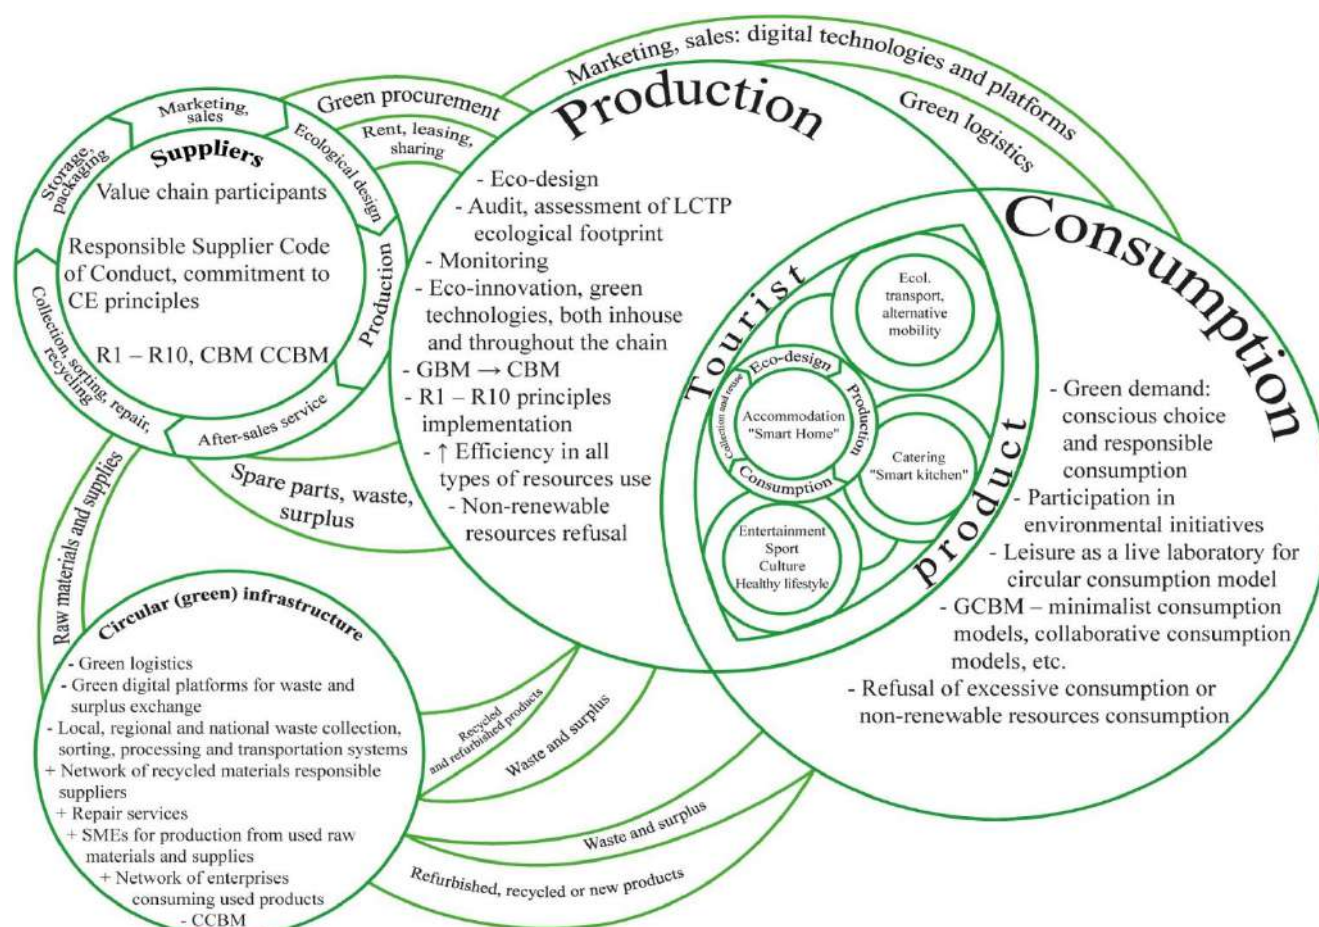 Marketing, sales: digital technologies and platforms
Green logistics
Green procurement
Rent, leasing,
sharing
Marketing,
sales
Ecological design
Production
After-sales service
Collection, sorting, repair,
recycling
Storage,
packaging
Suppliers
Value chain participants
Responsible Supplier Code
of Conduct, commitment to
CE principles
R1 – R10, CBM CCBM
Production
- Eco-design
- Audit, assessment of LCTP
ecological footprint
- Monitoring
- Eco-innovation, green
technologies, both inhouse
and throughout the chain
- GBM → CBM
- R1 – R10 principles
implementation
- ↑ Efficiency in all
types of resources use
- Non-renewable
resources refusal
Tourist
product
Ecol.
transport,
alternative
mobility
Eco-design
Production
Consumption
Collection and reuse
Accommodation
"Smart Home"
Catering
"Smart kitchen"
Entertainment
Sport
Culture
Healthy lifestyle
Consumption
- Green demand:
conscious choice
and responsible
consumption
- Participation in
environmental initiatives
- Leisure as a live laboratory for
circular consumption model
- GCBM – minimalist consumption
models, collaborative consumption
models, etc.
- Refusal of excessive consumption or
non-renewable resources consumption
Spare parts, waste,
surplus
Raw materials and supplies
Circular (green) infrastructure
- Green logistics
- Green digital platforms for waste and
surplus exchange
- Local, regional and national waste collection,
sorting, processing and transportation systems
+ Network of recycled materials responsible
suppliers
+ Repair services
+ SMEs for production from used raw
materials and supplies
+ Network of enterprises
consuming used products
- CCBM
Recycled
and refurbished products
Waste and surplus
Waste and surplus
Refurbished, recycled or new products